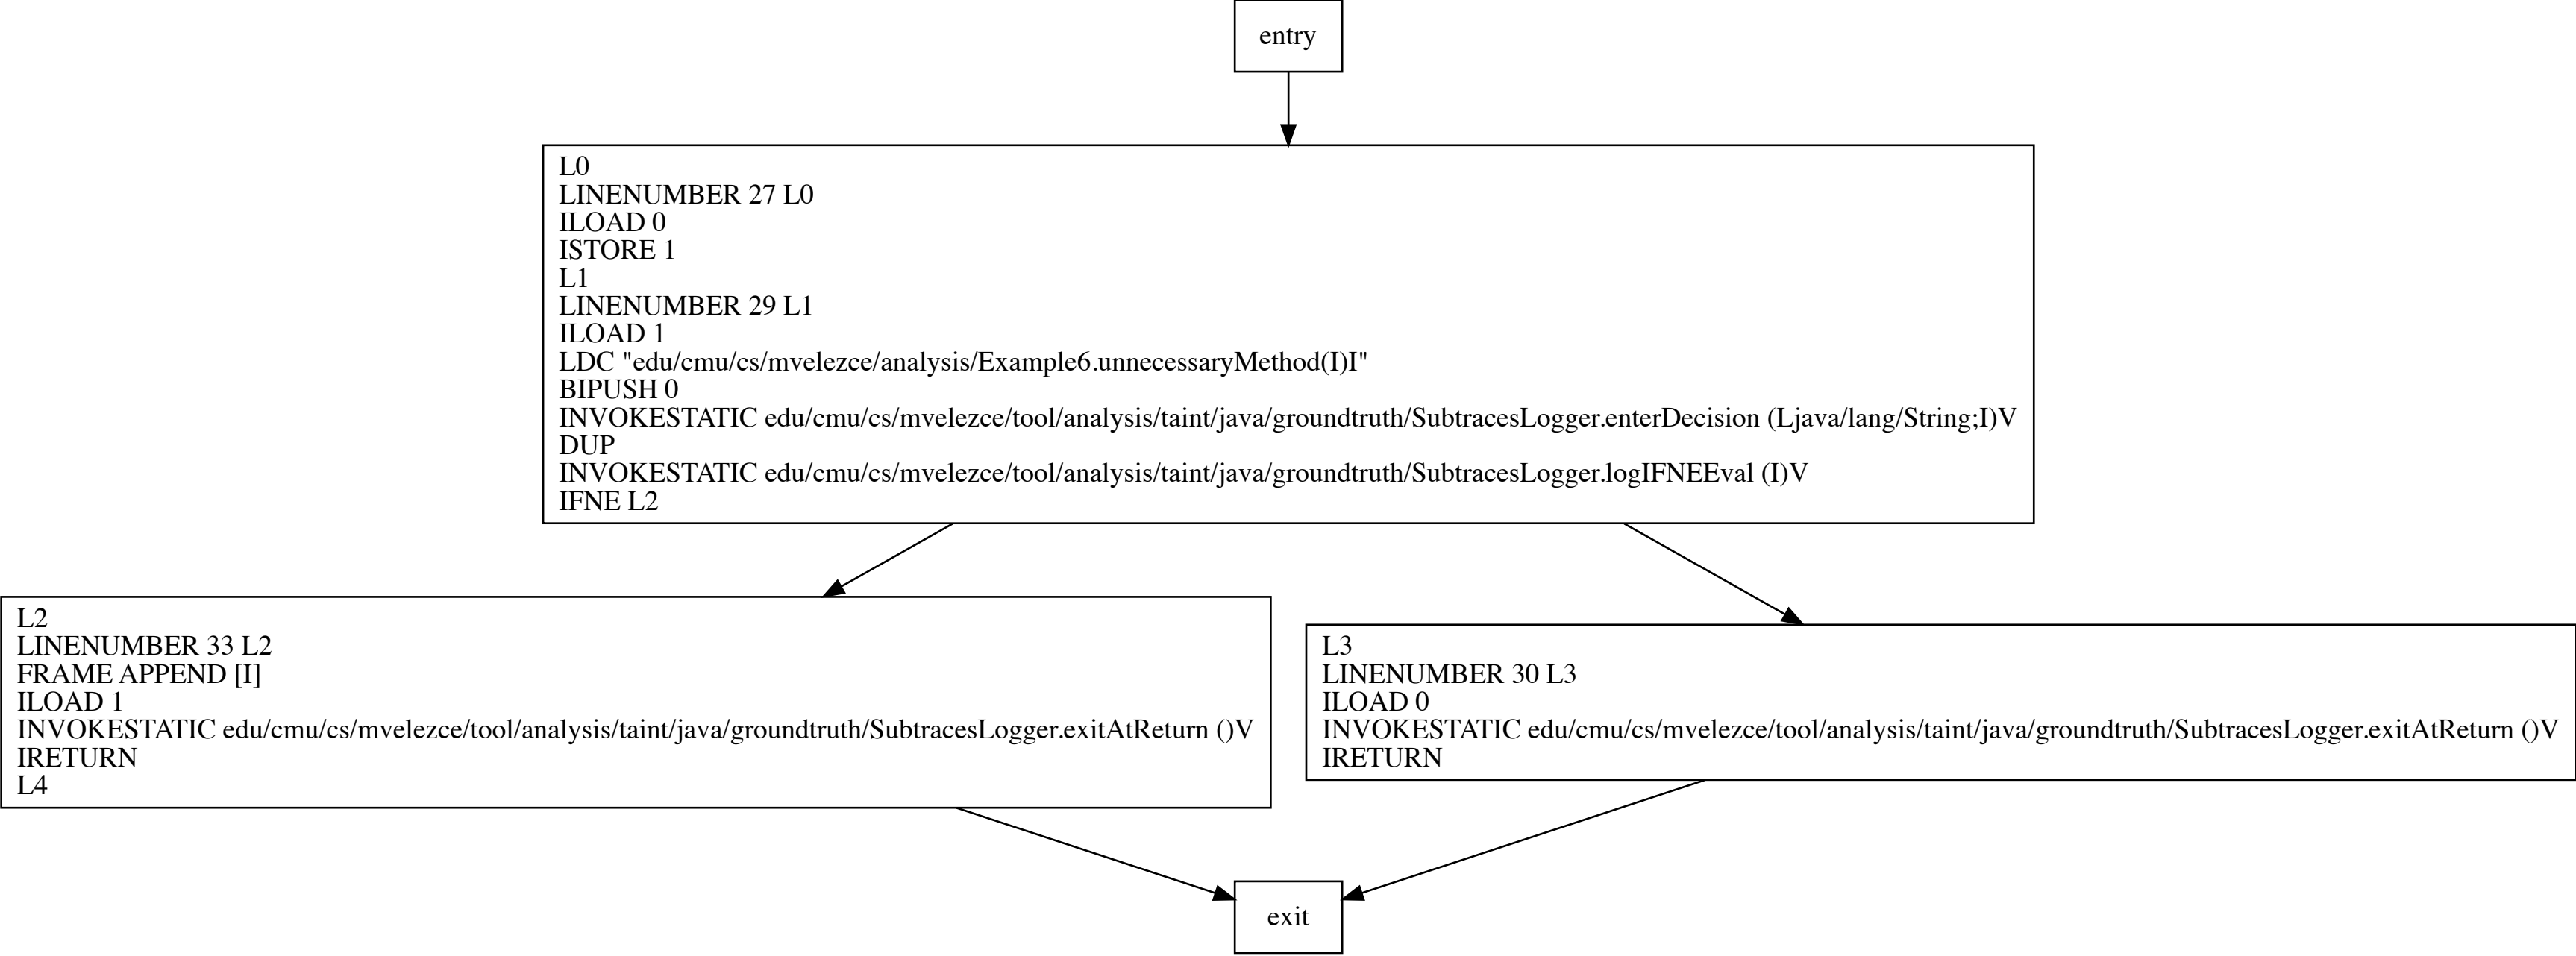 entry
L0
LINENUMBER 27 L0
ILOAD 0
ISTORE 1
L1
LINENUMBER 29 L1
ILOAD 1
LDC "edu/cmu/cs/mvelezce/analysis/Example6.unnecessaryMethod(I)I"
BIPUSH 0
INVOKESTATIC edu/cmu/cs/mvelezce/tool/analysis/taint/java/groundtruth/SubtracesLogger.enterDecision (Ljava/lang/String;I)V
DUP
INVOKESTATIC edu/cmu/cs/mvelezce/tool/analysis/taint/java/groundtruth/SubtracesLogger.logIFNEEval (I)V
IFNE L2
L2
LINENUMBER 33 L2
FRAME APPEND [I]
ILOAD 1
INVOKESTATIC edu/cmu/cs/mvelezce/tool/analysis/taint/java/groundtruth/SubtracesLogger.exitAtReturn ()V
IRETURN
L4
L3
LINENUMBER 30 L3
ILOAD 0
INVOKESTATIC edu/cmu/cs/mvelezce/tool/analysis/taint/java/groundtruth/SubtracesLogger.exitAtReturn ()V
IRETURN
exit